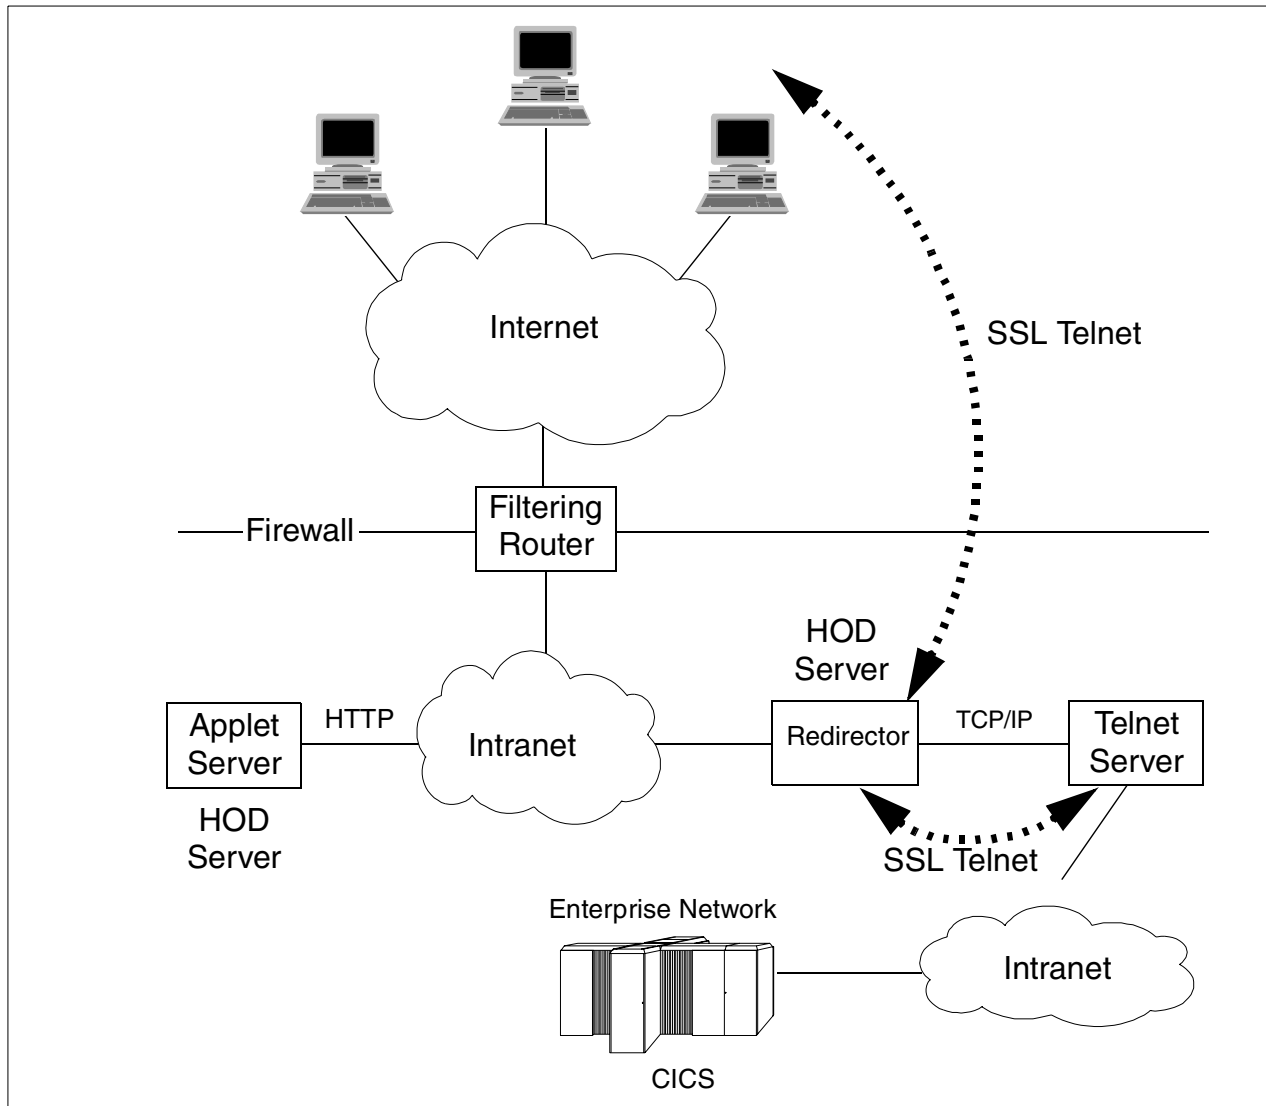 Internet
SSL Telnet
Filtering
Router
Firewall
HOD
Server
Applet
Server
HTTP
Intranet
Redirector
TCP/IP
Telnet
Server
HOD
Server
SSL Telnet
Enterprise Network
Intranet
CICS